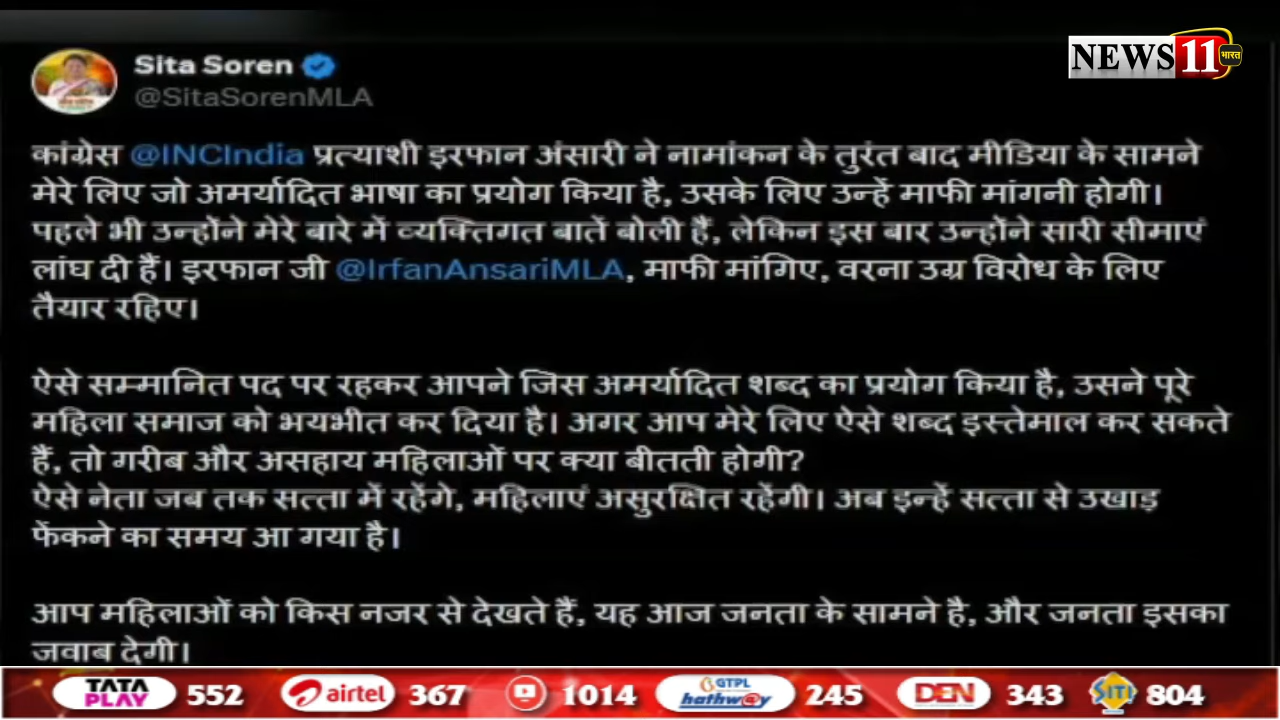 Sita Soren
@SitaSorenMLA
NEWS 11 भारत
कांग्रेस @INCIndia प्रत्याशी इरफान अंसारी ने नामांकन के तुरंत बाद मीडिया के सामने
मेरे लिए जो अमर्यादित भाषा का प्रयोग किया है, उसके लिए उन्हें माफी मांगनी होगी।
पहले भी उन्होंने मेरे बारे में व्यक्तिगत बातें बोली हैं, लेकिन इस बार उन्होंने सारी सीमाएं
लांघ दी हैं। इरफान जी @IrfanAnsariMLA, माफी मांगिए, वरना उग्र विरोध के लिए
तैयार रहिए।
ऐसे सम्मानित पद पर रहकर आपने जिस अमर्यादित शब्द का प्रयोग किया है, उसने पूरे
महिला समाज को भयभीत कर दिया है। अगर आप मेरे लिए ऐसे शब्द इस्तेमाल कर सकते
हैं, तो गरीब और असहाय महिलाओं पर क्या बीतती होगी?
ऐसे नेता जब तक सत्ता में रहेंगे, महिलाएं असुरक्षित रहेंगी। अब इन्हें सत्ता से उखाड़
फेंकने का समय आ गया है।
आप महिलाओं को किस नजर से देखते हैं, यह आज जनता के सामने है, और जनता इसका
जवाब देगी।
TATA PLAY 552 airtel 367 1014 GTPL hathway 245 DEN 343 SITI 804